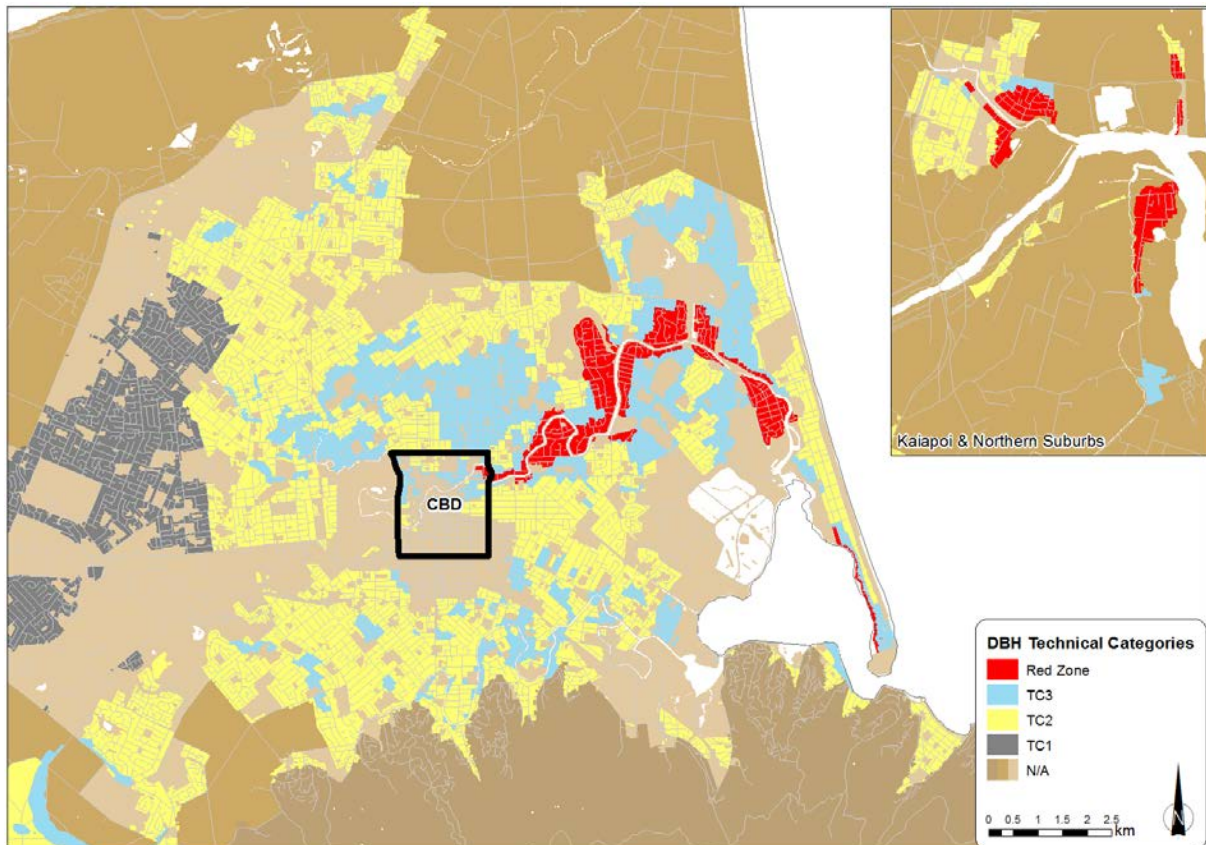 CBD
Kaiapoi & Northern Suburbs
DBH Technical Categories
Red Zone
TC3
TC2
TC1
N/A
0 0.5 1 1.5 2 2.5
km
N